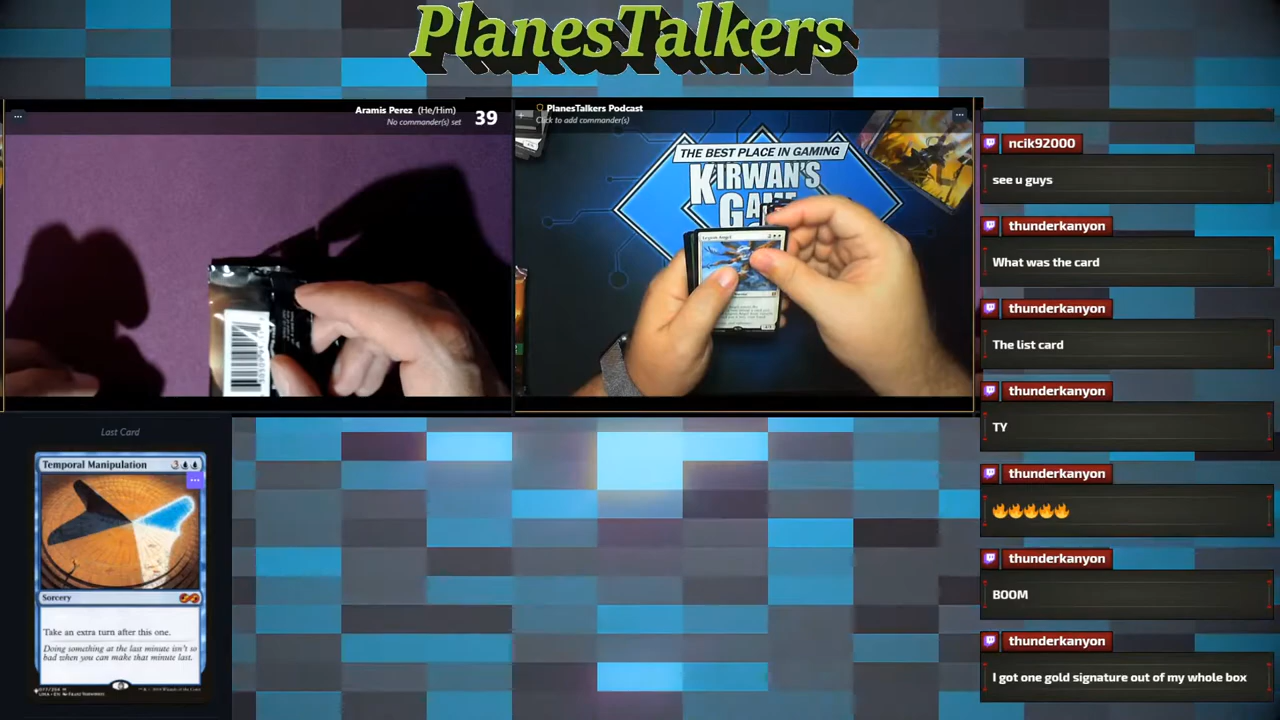 PlanesTalkers
Aramis Perez (He/Him)
No commander(s) set
39
PlanesTalkers Podcast
Click to add commander(s)
THE BEST PLACE IN GAMING
KIRWAN'S
GA
Last Card
Temporal Manipulation
3
Sorcery
Take an extra turn after this one.
Doing something at the last minute isn't so
bad when you can make that minute last.
ncik92000
see u guys
thunderkanyon
What was the card
thunderkanyon
The list card
thunderkanyon
TY
thunderkanyon
🔥🔥🔥🔥🔥
thunderkanyon
BOOM
thunderkanyon
I got one gold signature out of my whole box